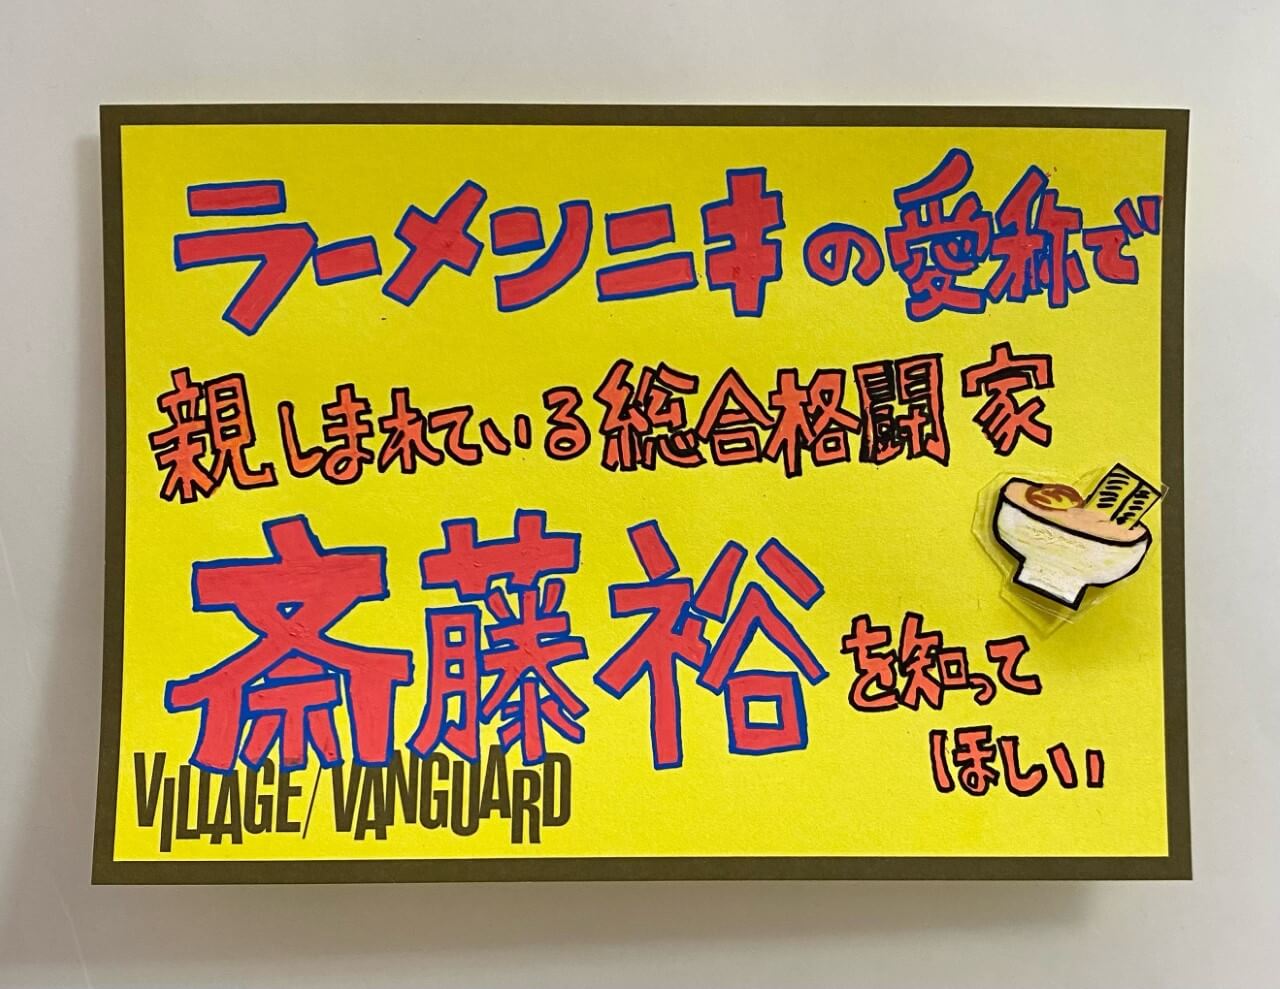 ラーメンニキの愛称で
親しまれている総合格闘家
斎藤裕を知って
ほしい
VILLAGE/VANGUARD